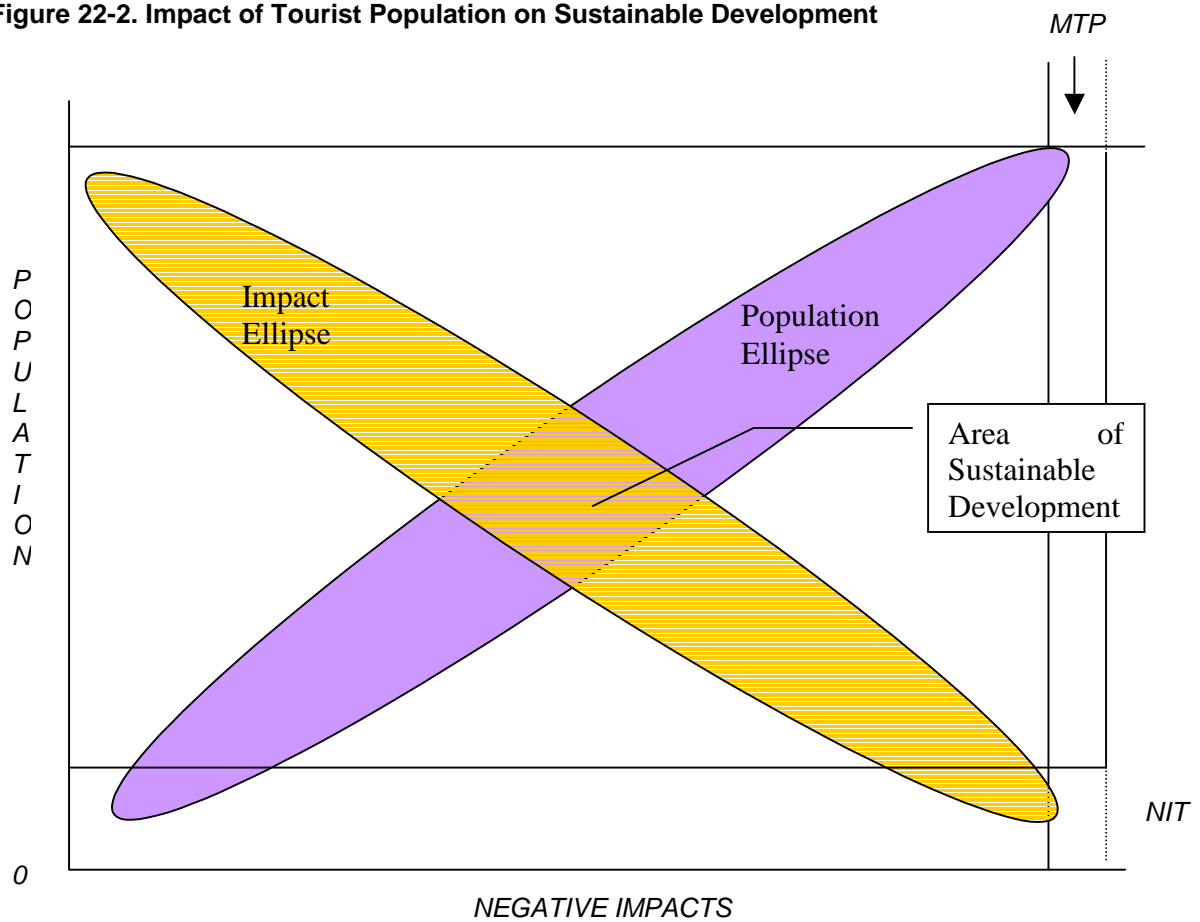 Figure 22-2. Impact of Tourist Population on Sustainable Development
MTP
Impact
Ellipse
Population
Ellipse
P
O
P
U
L
A
T
I
O
N
Area of
Sustainable
Development
NIT
0
NEGATIVE IMPACTS